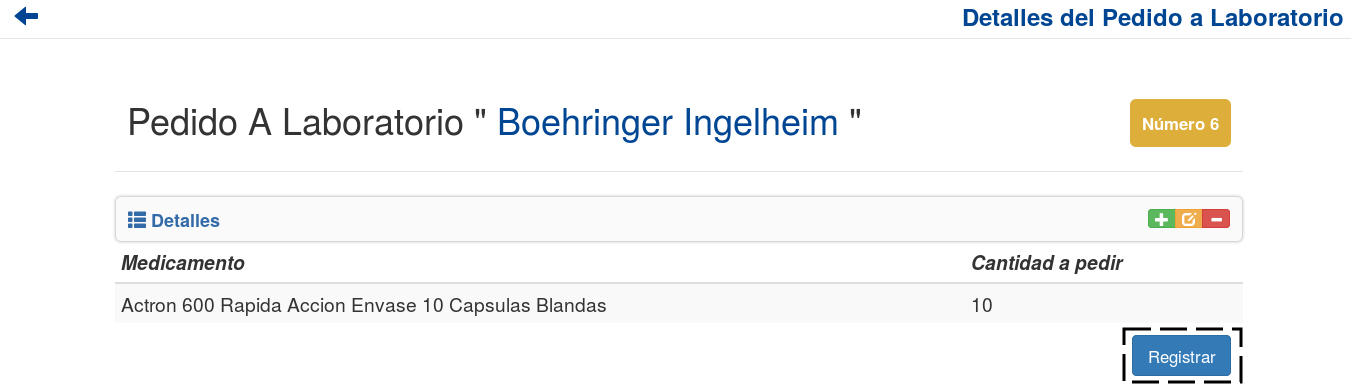 Detalles del Pedido a Laboratorio
Pedido A Laboratorio " Boehringer Ingelheim "
Número 6
Detalles
Medicamento Cantidad a pedir
Actron 600 Rapida Accion Envase 10 Capsulas Blandas 10
Registrar